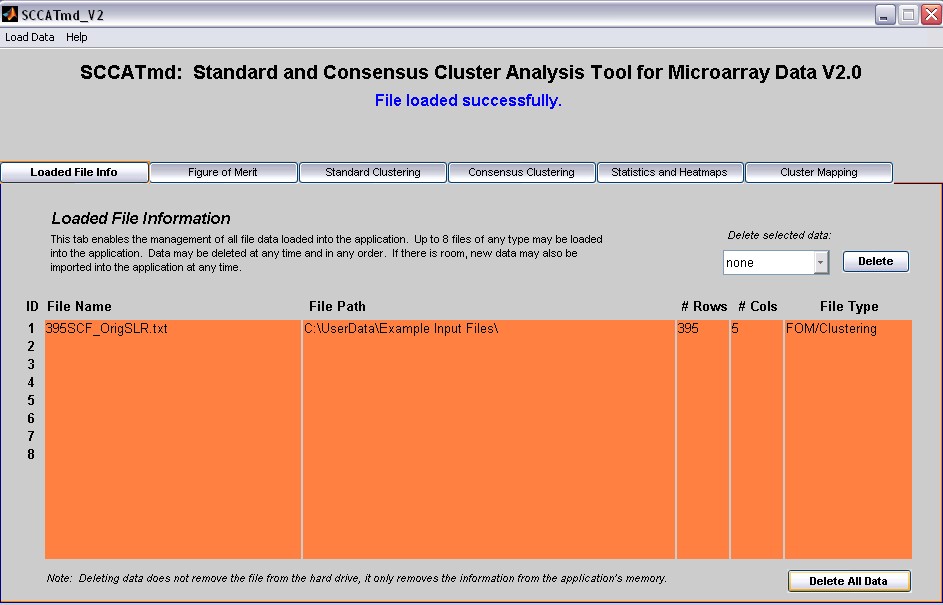 SCCATmd_V2
Load Data Help
SCCATmd: Standard and Consensus Cluster Analysis Tool for Microarray Data V2.0
File loaded successfully.
Loaded File Info Figure of Merit Standard Clustering Consensus Clustering Statistics and Heatmaps Cluster Mapping
Loaded File Information
This tab enables the management of all file data loaded into the application. Up to 8 files of any type may be loaded
into the application. Data may be deleted at any time and in any order. If there is room, new data may also be
imported into the application at any time.
Delete selected data:
none Delete
ID File Name File Path # Rows # Cols File Type
1 395SCF_OrigSLR.txt C:\UserData\Example Input Files\ 395 5 FOM/Clustering
2
3
4
5
6
7
8
Note: Deleting data does not remove the file from the hard drive, it only removes the information from the application's memory.
Delete All Data